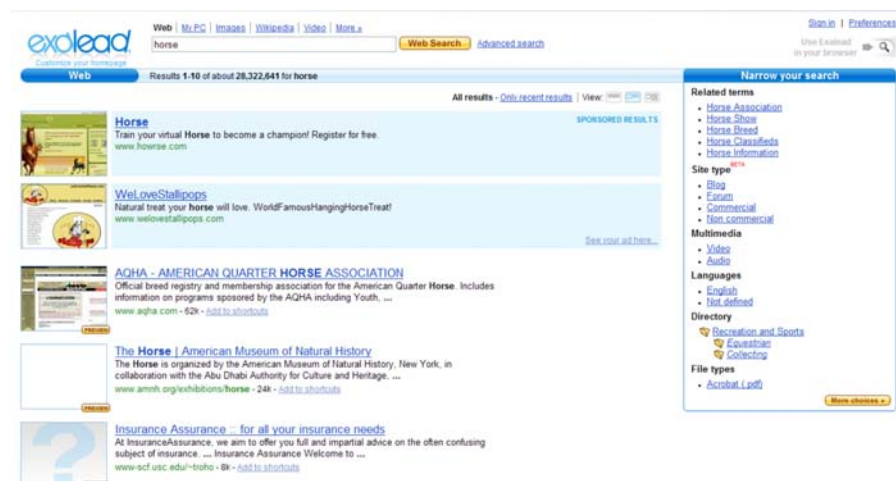 Web | My PC | Images | Wikipedia | Video | More »
Sign in | Preferences
exalead
horse
Web Search
Advanced search
Use Exalead
in your browser
Customize your homepage
Web
Results 1-10 of about 28,322,641 for horse
Narrow your search
All results - Only recent results | View:
Related terms
Horse Association
Horse Show
Horse Breed
Horse Classifieds
Horse Information
Site type BETA
Blog
Forum
Commercial
Non commercial
Multimedia
Video
Audio
Languages
English
Not defined
Directory
Recreation and Sports
Equestrian
Collecting
File types
Acrobat (.pdf)
More choices »
Horse
SPONSORED RESULTS
Train your virtual Horse to become a champion! Register for free.
www.howrse.com
WeLoveStallipops
Natural treat your horse will love. WorldFamousHangingHorseTreat!
www.welovestallipops.com
See your ad here...
AQHA - AMERICAN QUARTER HORSE ASSOCIATION
Official breed registry and membership association for the American Quarter Horse. Includes
information on programs sposored by the AQHA including Youth, ...
www.aqha.com - 62k - Add to shortcuts
PREVIEW
The Horse | American Museum of Natural History
The Horse is organized by the American Museum of Natural History, New York, in
collaboration with the Abu Dhabi Authority for Culture and Heritage, ...
www.amnh.org/exhibitions/horse - 24k - Add to shortcuts
PREVIEW
Insurance Assurance :: for all your insurance needs
At InsuranceAssurance, we aim to offer you full and impartial advice on the often confusing
subject of insurance. ... Insurance Assurance Welcome to ...
www-scf.usc.edu/~troho - 8k - Add to shortcuts